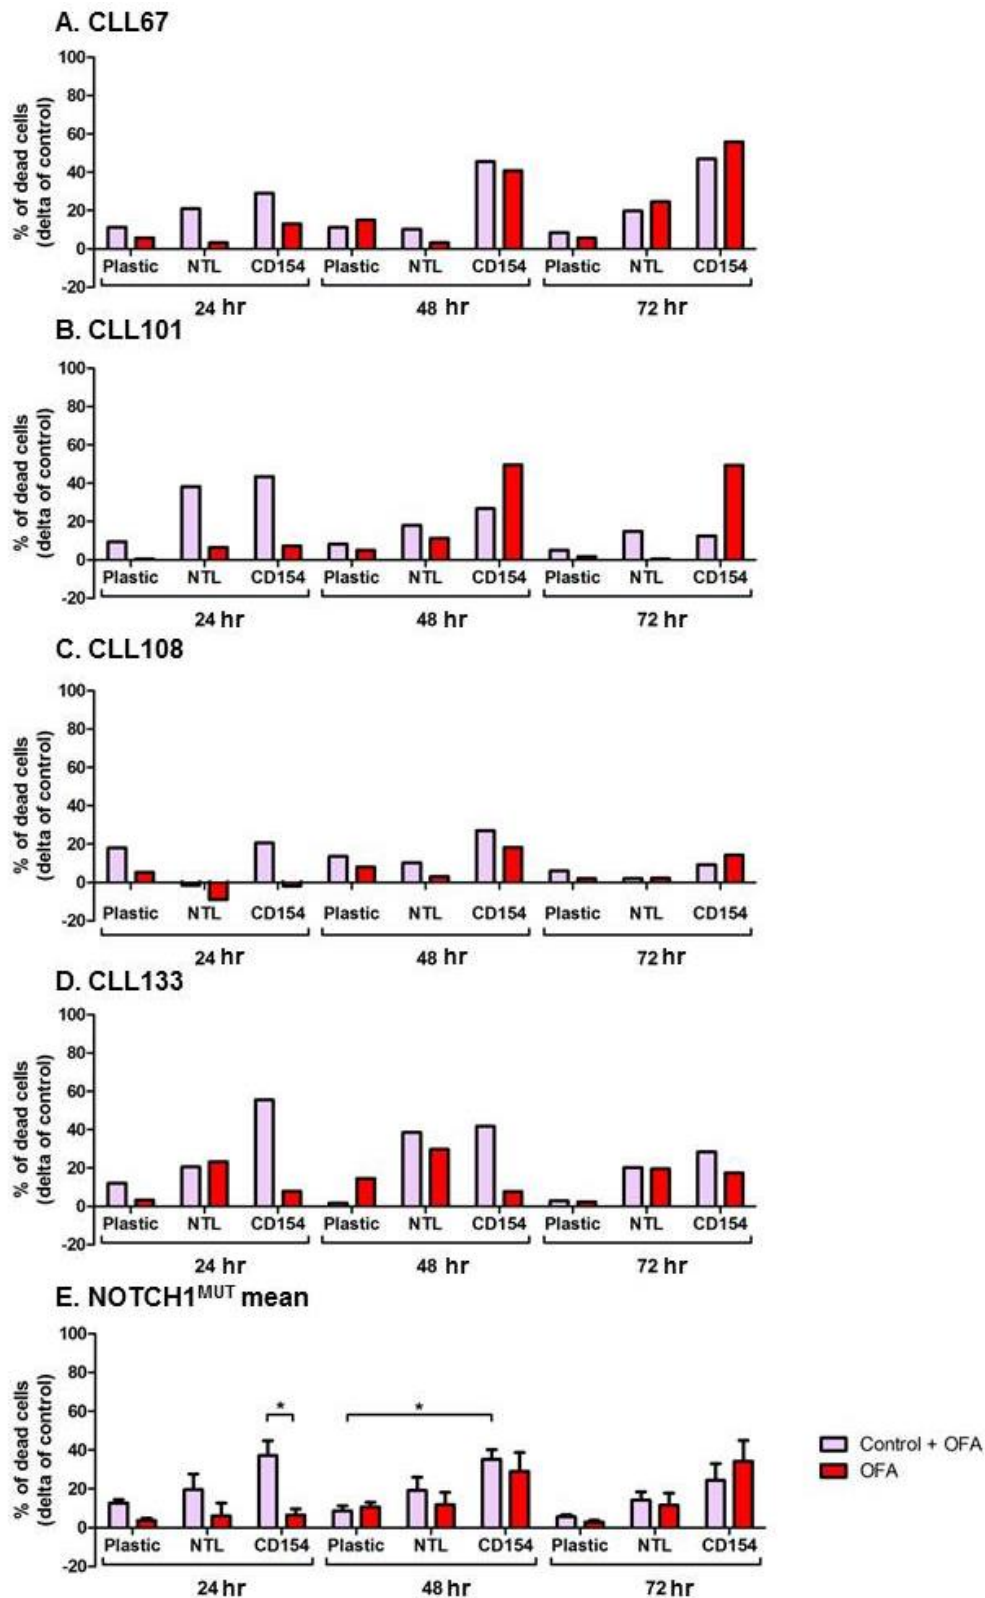 A. CLL67
% of dead cells
(delta of control)
100
80
60
40
20
0
-20
Plastic NTL CD154 Plastic NTL CD154 Plastic NTL CD154
24 hr 48 hr 72 hr
B. CLL101
% of dead cells
(delta of control)
100
80
60
40
20
0
-20
Plastic NTL CD154 Plastic NTL CD154 Plastic NTL CD154
24 hr 48 hr 72 hr
C. CLL108
% of dead cells
(delta of control)
100
80
60
40
20
0
-20
Plastic NTL CD154 Plastic NTL CD154 Plastic NTL CD154
24 hr 48 hr 72 hr
D. CLL133
% of dead cells
(delta of control)
100
80
60
40
20
0
-20
Plastic NTL CD154 Plastic NTL CD154 Plastic NTL CD154
24 hr 48 hr 72 hr
E. NOTCH1MUT mean
% of dead cells
(delta of control)
100
80
60
40
20
0
-20
* *
Plastic NTL CD154 Plastic NTL CD154 Plastic NTL CD154
24 hr 48 hr 72 hr
Control + OFA
OFA